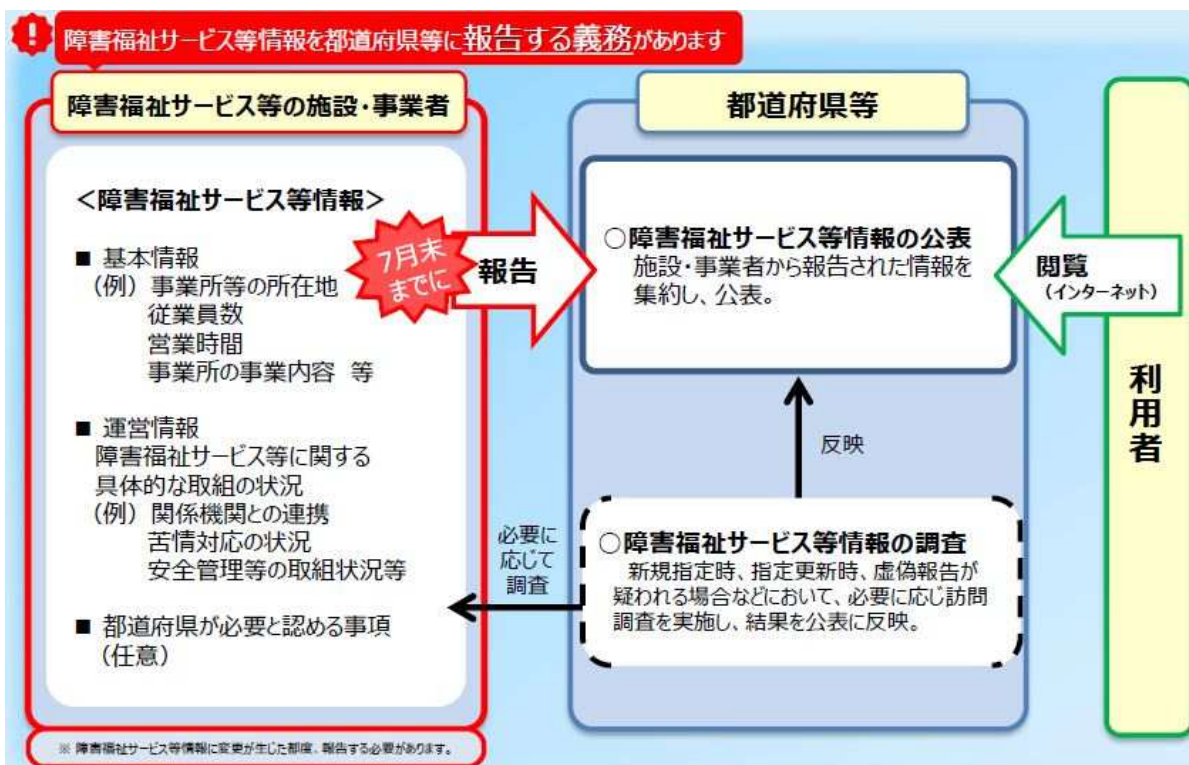 ! 障害福祉サービス等情報を都道府県等に報告する義務があります
障害福祉サービス等の施設・事業者
＜障害福祉サービス等情報＞
■ 基本情報
（例）事業所等の所在地
従業員数
営業時間
事業所の事業内容 等
■ 運営情報
障害福祉サービス等に関する
具体的な取組の状況
（例）関係機関との連携
苦情対応の状況
安全管理等の取組状況等
■ 都道府県が必要と認める事項
（任意）
※ 障害福祉サービス等情報に変更が生じた都度、報告する必要があります。
7月末
までに
報告
必要に
応じて
調査
都道府県等
○障害福祉サービス等情報の公表
施設・事業者から報告された情報を
集約し、公表。
反映
○障害福祉サービス等情報の調査
新規指定時、指定更新時、虚偽報告が
疑われる場合などにおいて、必要に応じ訪問
調査を実施し、結果を公表に反映。
閲覧
（インターネット）
利用者